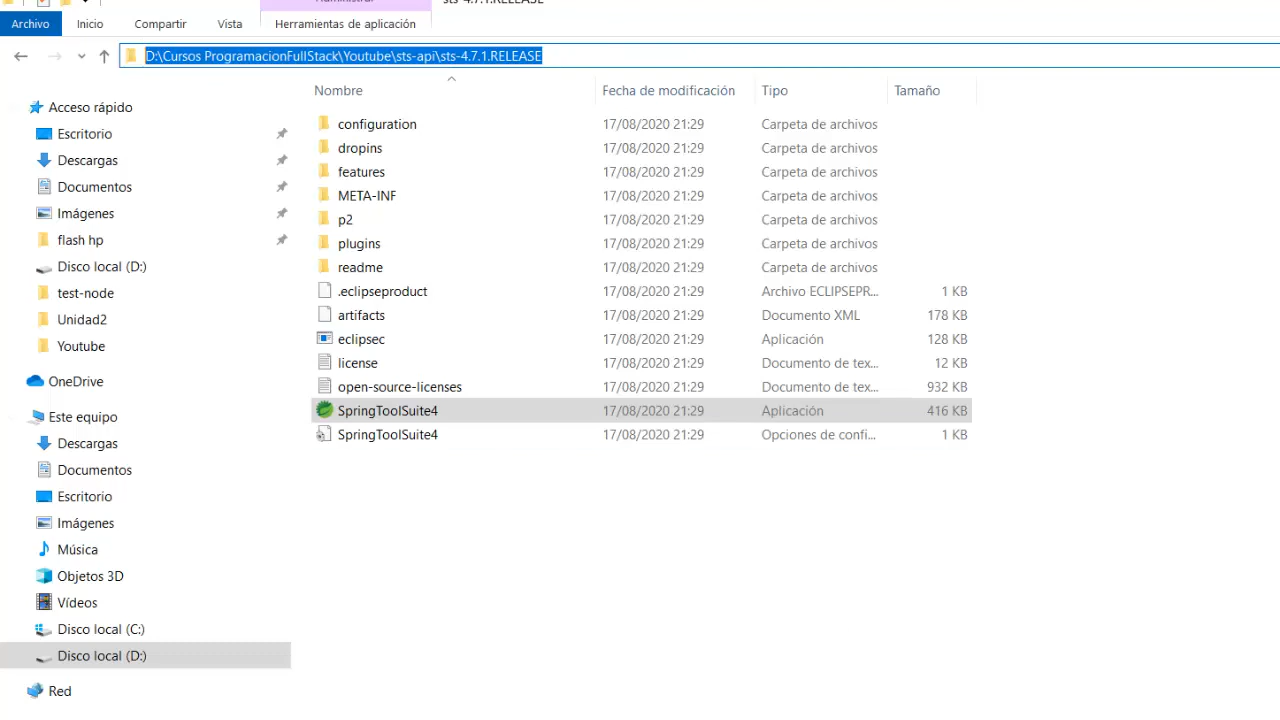 sts-4.7.1.RELEASE
Archivo Inicio Compartir Vista Herramientas de aplicación
D:\Cursos ProgramacionFullStack\Youtube\sts-api\sts-4.7.1.RELEASE
Nombre Fecha de modificación Tipo Tamaño
Acceso rápido
Escritorio
Descargas
Documentos
Imágenes
flash hp
Disco local (D:)
test-node
Unidad2
Youtube
OneDrive
Este equipo
Descargas
Documentos
Escritorio
Imágenes
Música
Objetos 3D
Vídeos
Disco local (C:)
Disco local (D:)
Red
configuration 17/08/2020 21:29 Carpeta de archivos
dropins 17/08/2020 21:29 Carpeta de archivos
features 17/08/2020 21:29 Carpeta de archivos
META-INF 17/08/2020 21:29 Carpeta de archivos
p2 17/08/2020 21:29 Carpeta de archivos
plugins 17/08/2020 21:29 Carpeta de archivos
readme 17/08/2020 21:29 Carpeta de archivos
.eclipseproduct 17/08/2020 21:29 Archivo ECLIPSEPR... 1 KB
artifacts 17/08/2020 21:29 Documento XML 178 KB
eclipsec 17/08/2020 21:29 Aplicación 128 KB
license 17/08/2020 21:29 Documento de tex... 12 KB
open-source-licenses 17/08/2020 21:29 Documento de tex... 932 KB
SpringToolSuite4 17/08/2020 21:29 Aplicación 416 KB
SpringToolSuite4 17/08/2020 21:29 Opciones de confi... 1 KB